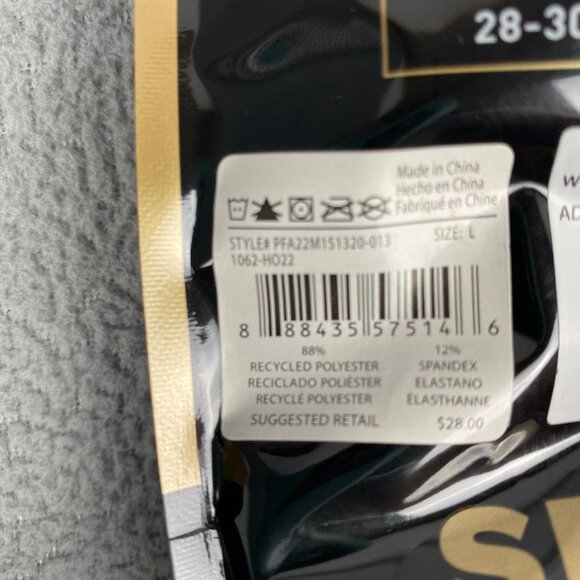 28-30
Made in China
Hecho en China
Fabriqué en Chine
STYLE# PFA22M151320-013 SIZE: L
1062-HO22
8 88435 57514 6
88% 12%
RECYCLED POLYESTER SPANDEX
RECICLADO POLIÉSTER ELASTANO
RECYCLÉ POLYESTER ÉLASTHANNE
SUGGESTED RETAIL $28.00